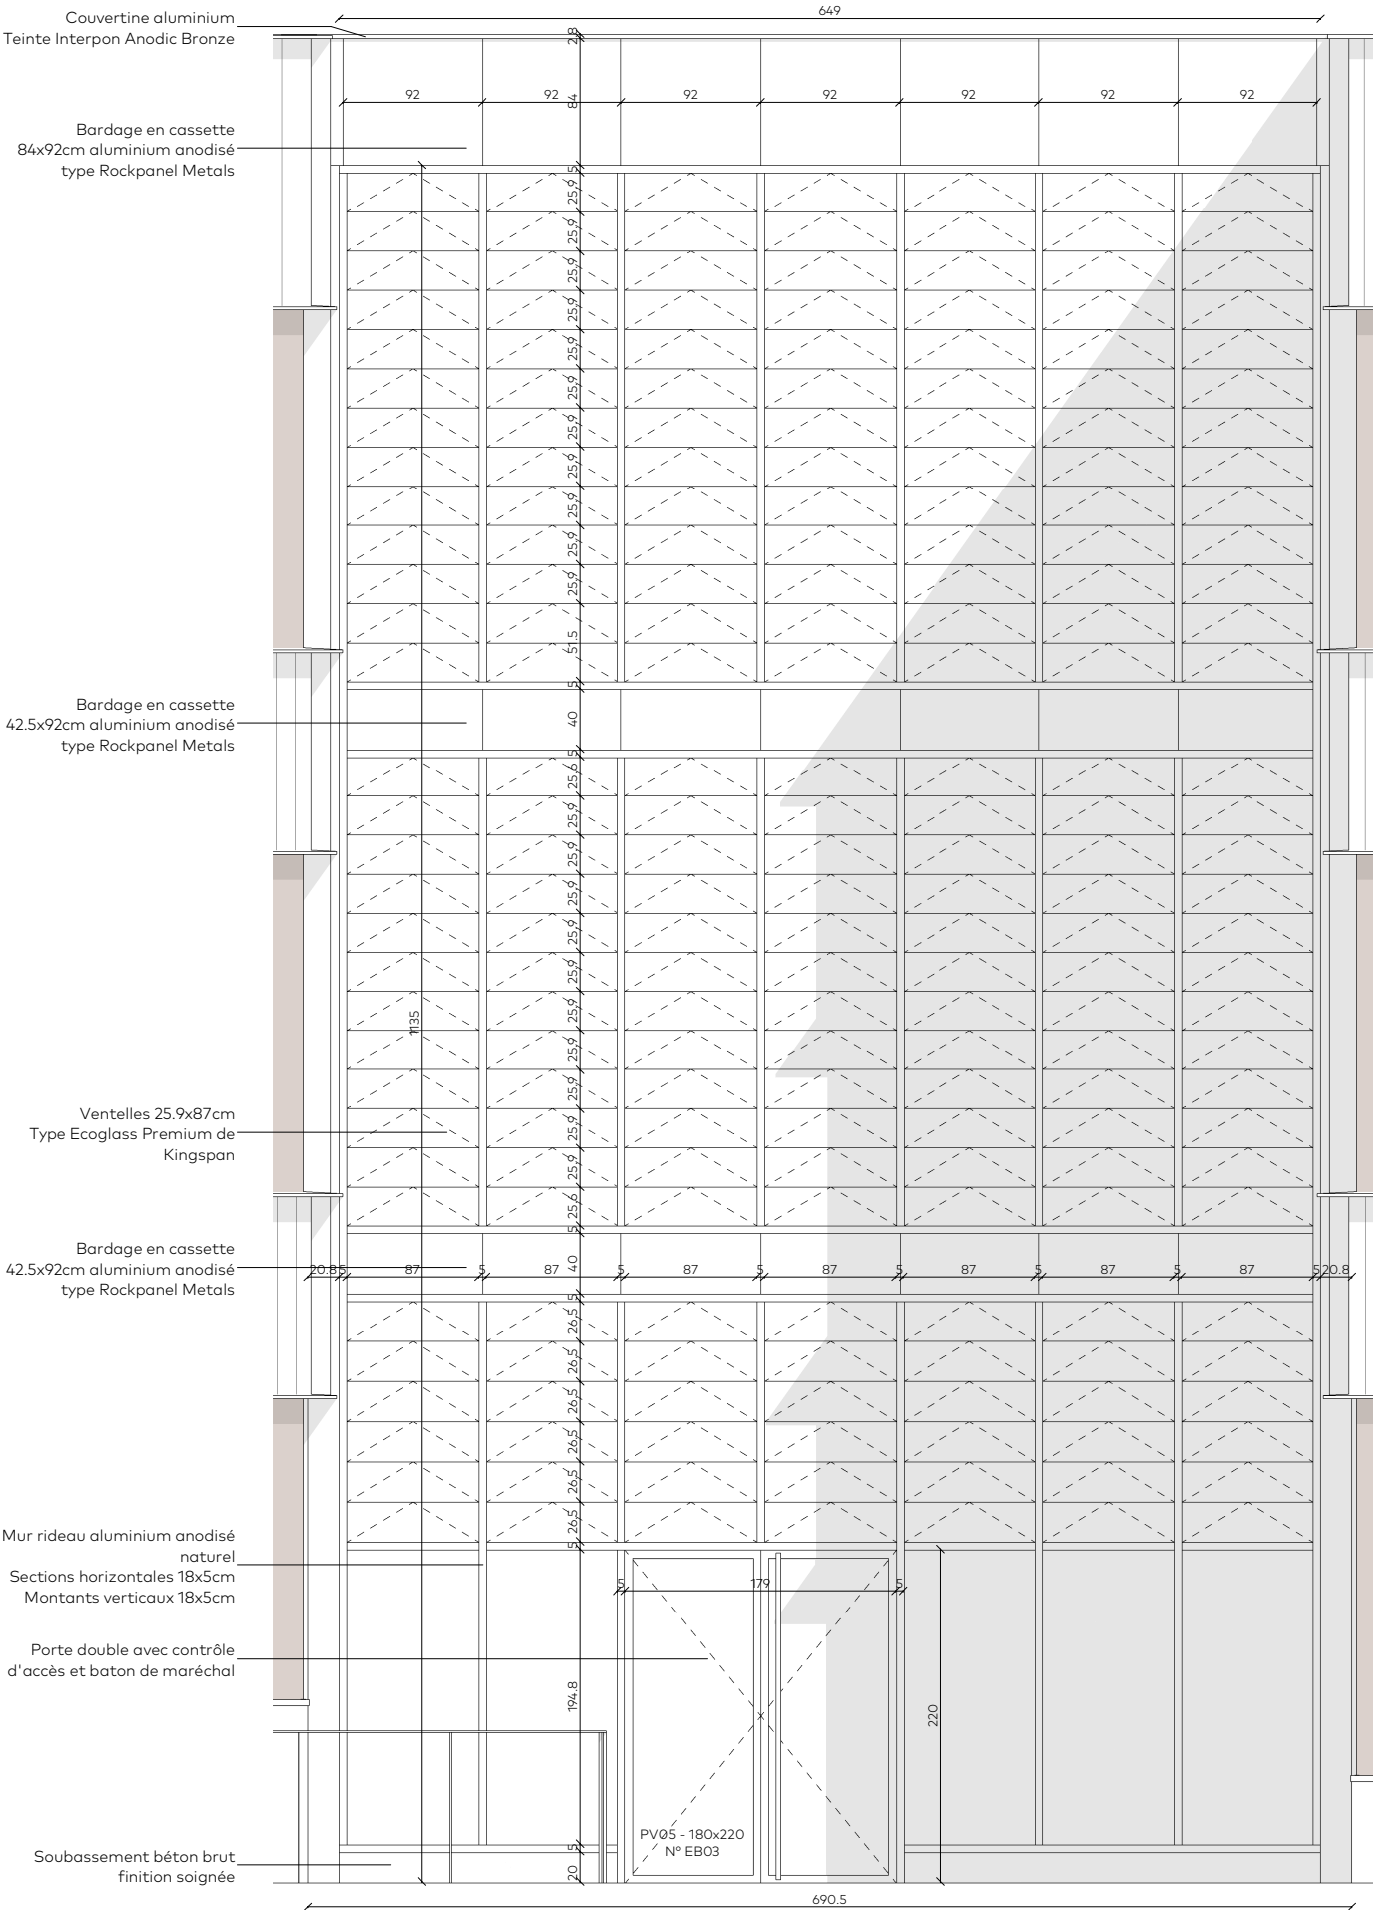 649
Couvertine aluminium
Teinte Interpon Anodic Bronze
2.8
92 92 92 92 92 92 92
84
Bardage en cassette
84x92cm aluminium anodisé
type Rockpanel Metals
5
25.9
25.9
25.9
25.9
25.9
25.9
25.9
25.9
25.9
25.9
25.9
51.5
5
Bardage en cassette
42.5x92cm aluminium anodisé
type Rockpanel Metals
40
5
25.6
25.9
25.9
25.9
25.9
25.9
25.9
25.9
25.9
25.9
25.9
25.6
1135
Ventelles 25.9x87cm
Type Ecoglass Premium de
Kingspan
5
Bardage en cassette
42.5x92cm aluminium anodisé
type Rockpanel Metals
40
20.8 5 87 5 87 5 87 5 87 5 87 5 87 5 87 5 20.8
5
26.5
26.5
26.5
26.5
26.5
26.5
5
Mur rideau aluminium anodisé
naturel
Sections horizontales 18x5cm
Montants verticaux 18x5cm
5 179 5
Porte double avec contrôle
d'accès et baton de maréchal
194.8
220
PV05 - 180x220
N° EB03
5
Soubassement béton brut
finition soignée
20
690.5